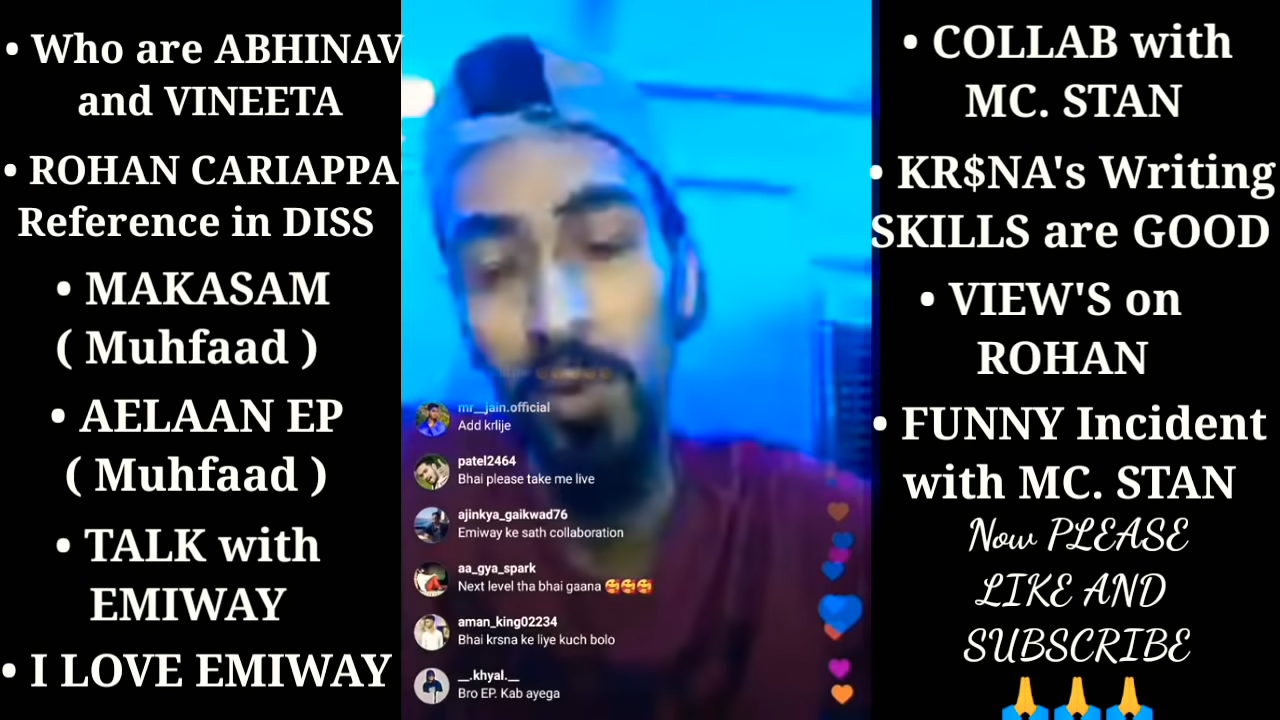 • Who are ABHINAV
and VINEETA
• ROHAN CARIAPPA
Reference in DISS
• MAKASAM
( Muhfaad )
• AELAAN EP
( Muhfaad )
• TALK with
EMIWAY
• I LOVE EMIWAY
mr__jain.official
Add krlije
patel2464
Bhai please take me live
ajinkya_gaikwad76
Emiway ke sath collaboration
aa_gya_spark
Next level tha bhai gaana 🥰🥰🥰
aman_king02234
Bhai krsna ke liye kuch bolo
__.khyal.__
Bro EP. Kab ayega
• COLLAB with
MC. STAN
• KR$NA's Writing
SKILLS are GOOD
• VIEW'S on
ROHAN
• FUNNY Incident
with MC. STAN
Now PLEASE
LIKE AND
SUBSCRIBE
🙏🙏🙏